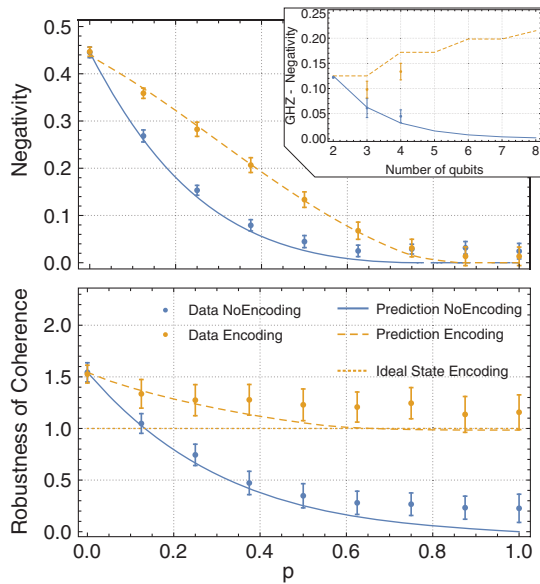 Negativity
0.5
0.4
0.3
0.2
0.1
0.0
GHZ - Negativity
0.25
0.20
0.15
0.10
0.05
0.00
2 3 4 5 6 7 8
Number of qubits
Robustness of Coherence
2.0
1.5
1.0
0.5
0.0
Data NoEncoding
Data Encoding
Prediction NoEncoding
Prediction Encoding
Ideal State Encoding
0.0 0.2 0.4 0.6 0.8 1.0
p